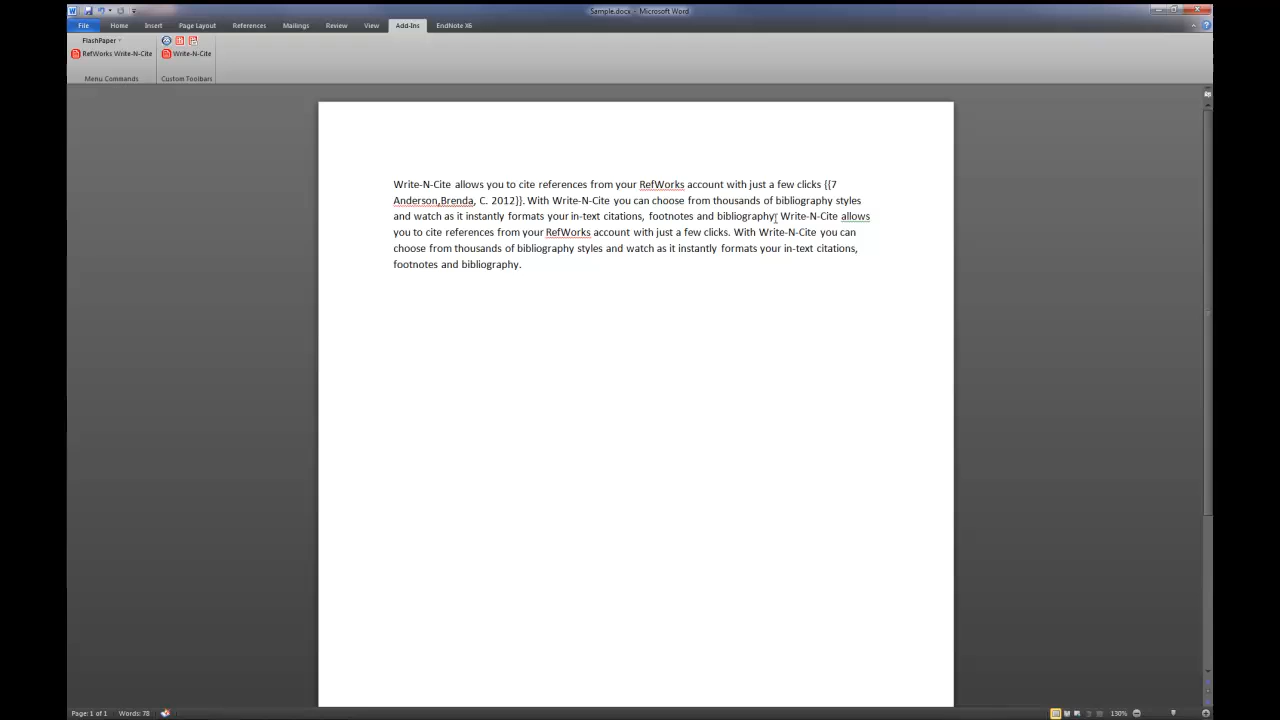 Sample.docx - Microsoft Word
File Home Insert Page Layout References Mailings Review View Add-Ins EndNote X6
FlashPaper
RefWorks Write-N-Cite Write-N-Cite
Menu Commands Custom Toolbars
Write-N-Cite allows you to cite references from your RefWorks account with just a few clicks {{7
Anderson,Brenda, C. 2012}}. With Write-N-Cite you can choose from thousands of bibliography styles
and watch as it instantly formats your in-text citations, footnotes and bibliography. Write-N-Cite allows
you to cite references from your RefWorks account with just a few clicks. With Write-N-Cite you can
choose from thousands of bibliography styles and watch as it instantly formats your in-text citations,
footnotes and bibliography.
Page: 1 of 1 Words: 78 130%